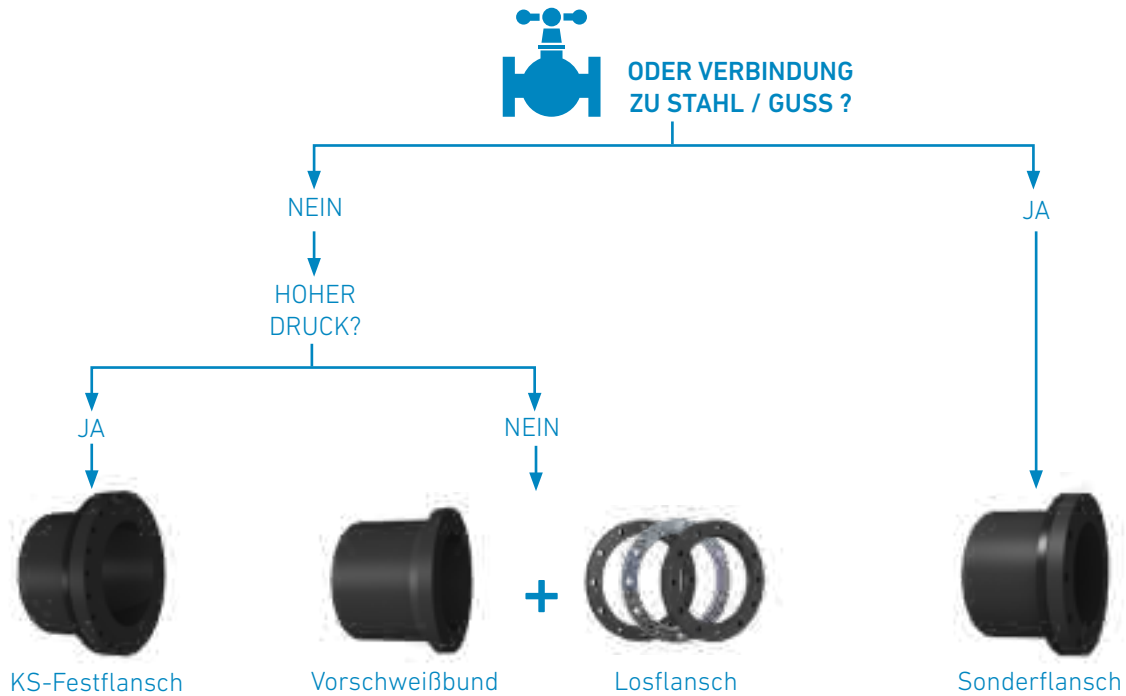 ODER VERBINDUNG
ZU STAHL / GUSS ?
NEIN
JA
HOHER
DRUCK?
JA
NEIN
+
KS-Festflansch
Vorschweißbund
Losflansch
Sonderflansch